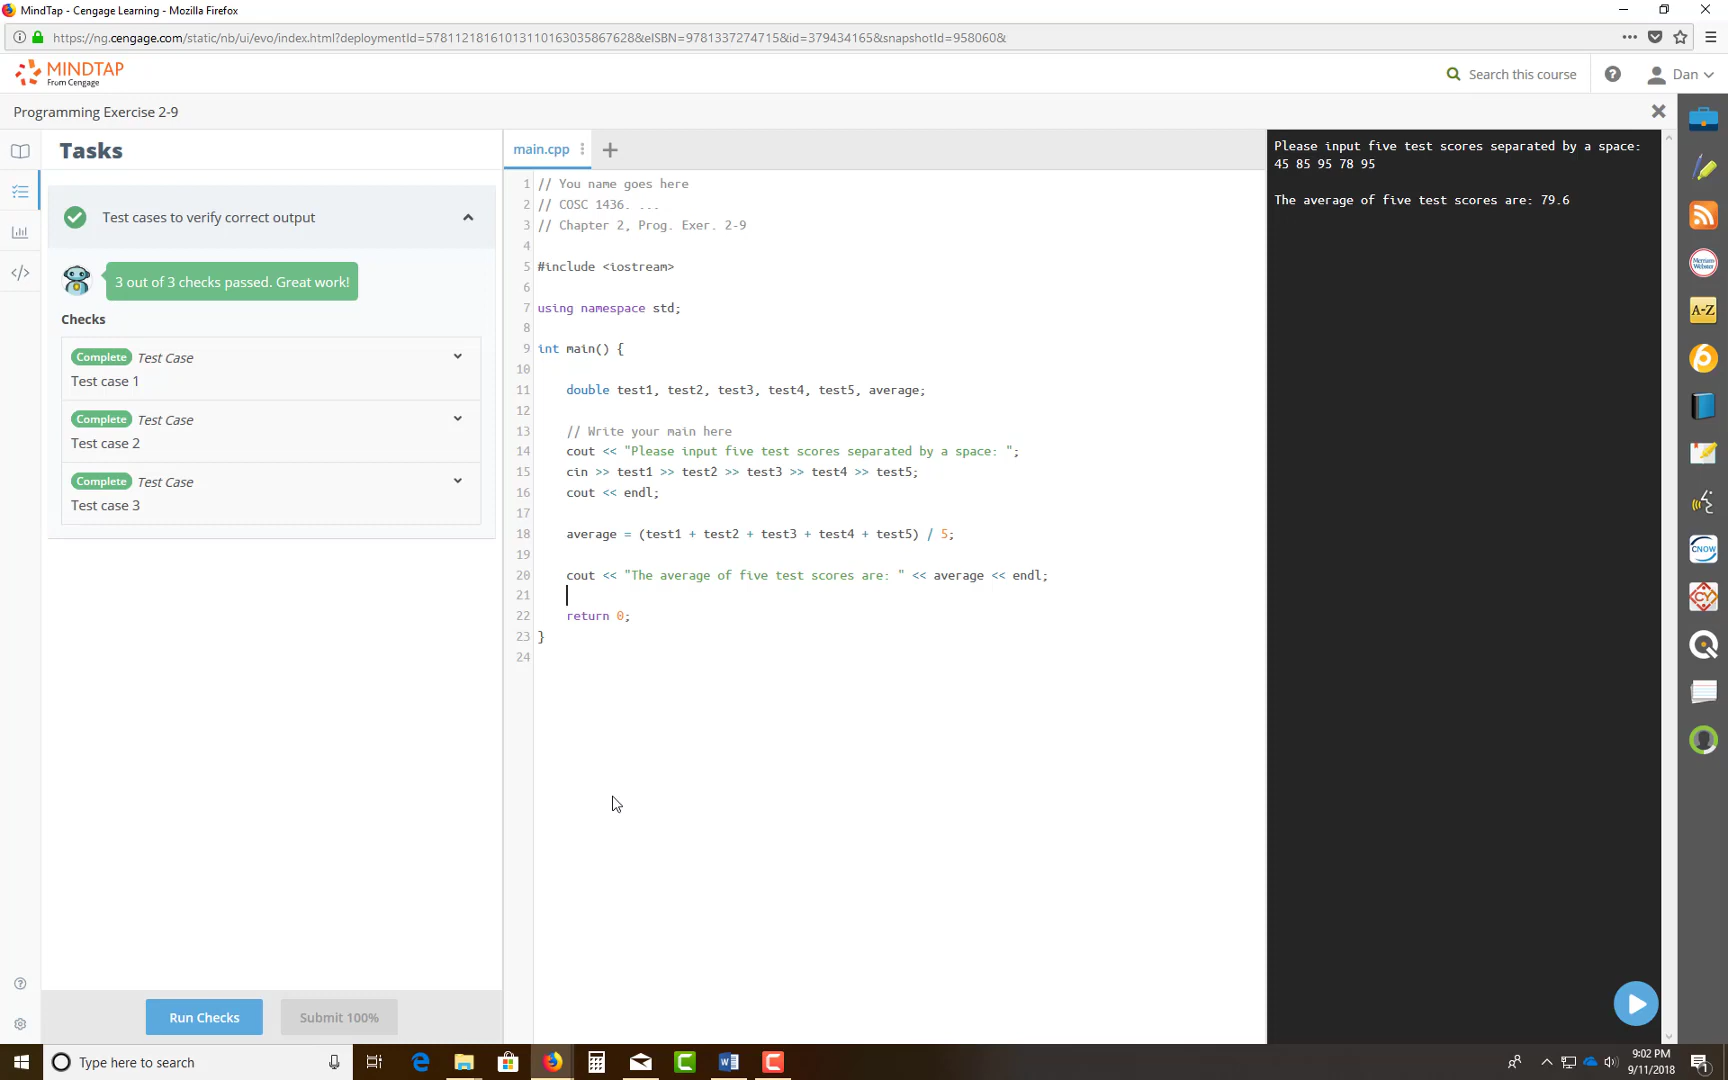 MindTap - Cengage Learning - Mozilla Firefox
https://ng.cengage.com/static/nb/ui/evo/index.html?deploymentId=57811218161013110163035867628&eISBN=9781337274715&id=379434165&snapshotId=958060&
MINDTAP
From Cengage
Search this course
Dan
Programming Exercise 2-9
Tasks
Test cases to verify correct output
3 out of 3 checks passed. Great work!
Checks
Complete Test Case
Test case 1
Complete Test Case
Test case 2
Complete Test Case
Test case 3
Run Checks
Submit 100%
main.cpp
1 // You name goes here
2 // COSC 1436. ...
3 // Chapter 2, Prog. Exer. 2-9
4
5 #include <iostream>
6
7 using namespace std;
8
9 int main() {
10
11 double test1, test2, test3, test4, test5, average;
12
13 // Write your main here
14 cout << "Please input five test scores separated by a space: ";
15 cin >> test1 >> test2 >> test3 >> test4 >> test5;
16 cout << endl;
17
18 average = (test1 + test2 + test3 + test4 + test5) / 5;
19
20 cout << "The average of five test scores are: " << average << endl;
21
22 return 0;
23 }
24
Please input five test scores separated by a space:
45 85 95 78 95
The average of five test scores are: 79.6
A-Z
CNOW
Type here to search
9:02 PM
9/11/2018